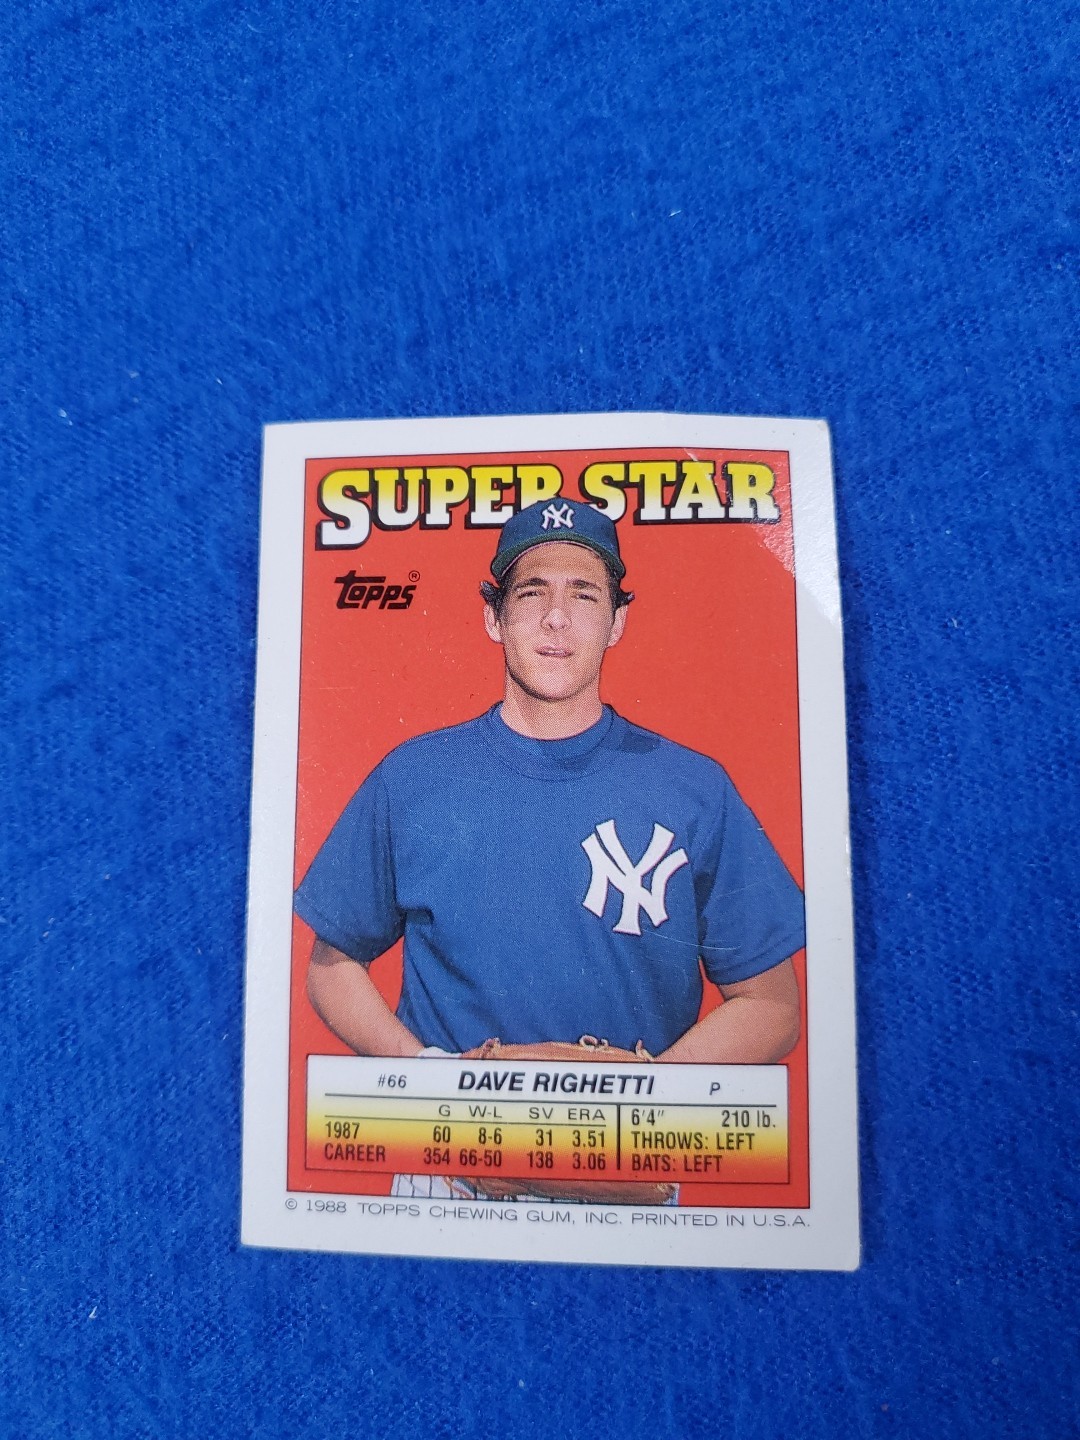 SUPER STAR
NY
TOPPS®
NY
#66 DAVE RIGHETTI P
G W-L SV ERA
1987 60 8-6 31 3.51
CAREER 354 66-50 138 3.06
6'4" 210 lb.
THROWS: LEFT
BATS: LEFT
© 1988 TOPPS CHEWING GUM, INC. PRINTED IN U.S.A.